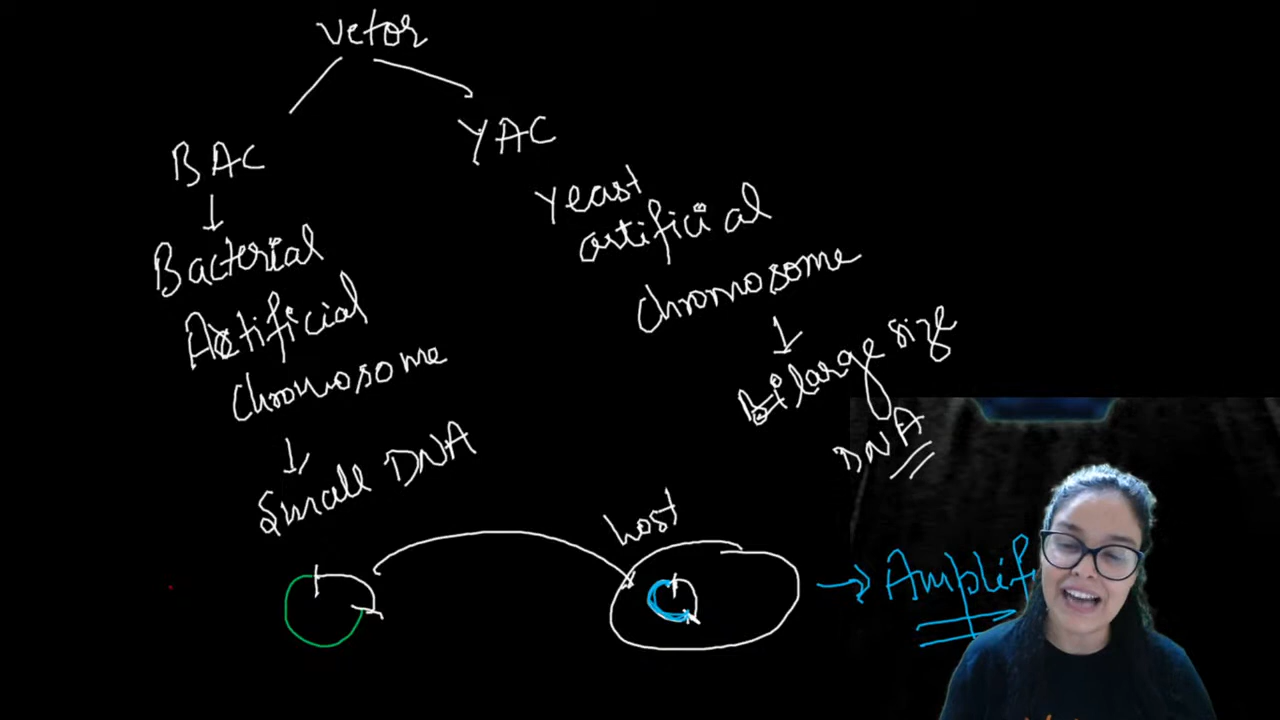 Vetor
BAC
YAC
Bacterial
Artificial
chromosome
Small DNA
Yeast
artificial
chromosome
large size
DNA
host
Amplif